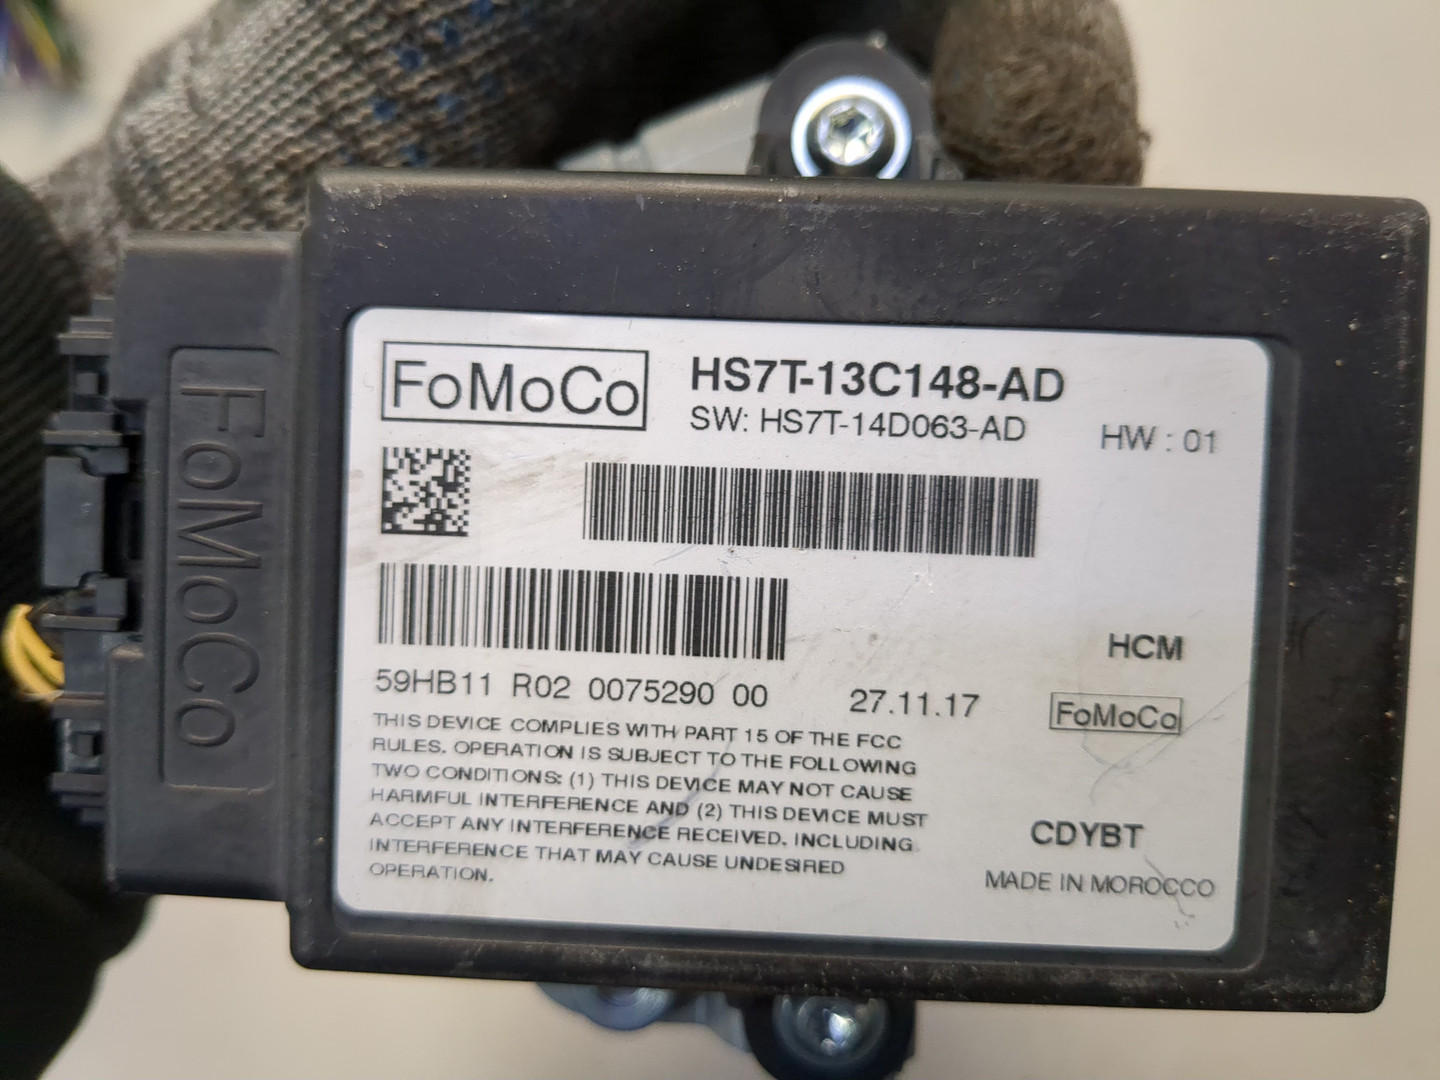 FoMoCo
FoMoCo
HS7T-13C148-AD
SW: HS7T-14D063-AD
HW : 01
59HB11 R02 0075290 00
27.11.17
HCM
FoMoCo
THIS DEVICE COMPLIES WITH PART 15 OF THE FCC
RULES. OPERATION IS SUBJECT TO THE FOLLOWING
TWO CONDITIONS: (1) THIS DEVICE MAY NOT CAUSE
HARMFUL INTERFERENCE AND (2) THIS DEVICE MUST
ACCEPT ANY INTERFERENCE RECEIVED, INCLUDING
INTERFERENCE THAT MAY CAUSE UNDESIRED
OPERATION.
CDYBT
MADE IN MOROCCO